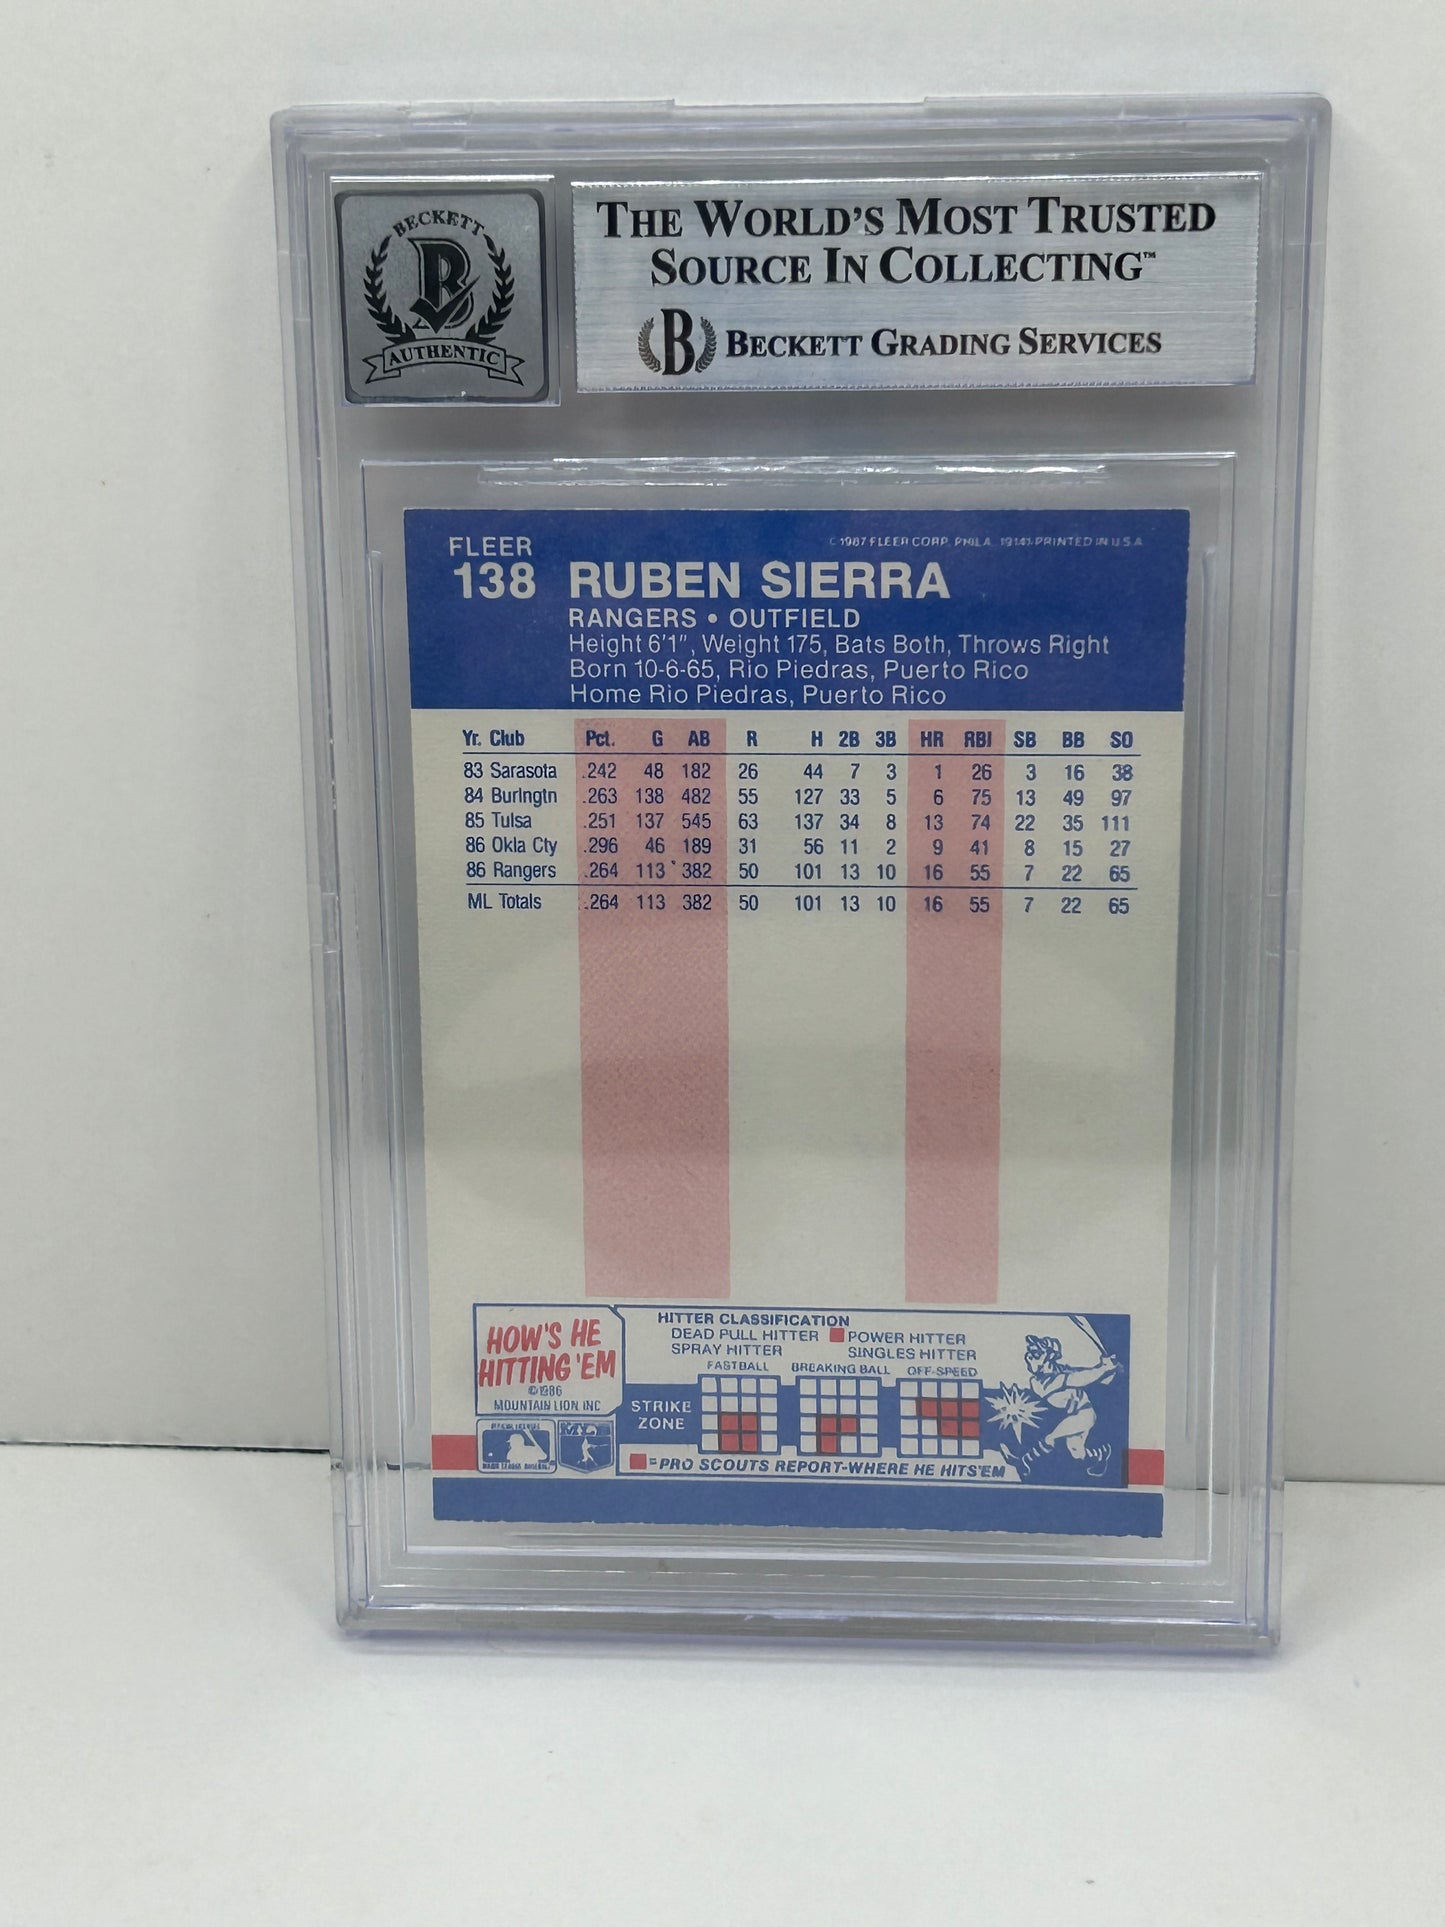 BECKETT
B
AUTHENTIC
THE WORLD'S MOST TRUSTED
SOURCE IN COLLECTING™
B BECKETT GRADING SERVICES
FLEER © 1987 FLEER CORP. PHILA. 19141 PRINTED IN U.S.A.
138 RUBEN SIERRA
RANGERS • OUTFIELD
Height 6'1", Weight 175, Bats Both, Throws Right
Born 10-6-65, Rio Piedras, Puerto Rico
Home Rio Piedras, Puerto Rico
Yr. Club Pct. G AB R H 2B 3B HR RBI SB BB SO
83 Sarasota .242 48 182 26 44 7 3 1 26 3 16 38
84 Burlngtn .263 138 482 55 127 33 5 6 75 13 49 97
85 Tulsa .251 137 545 63 137 34 8 13 74 22 35 111
86 Okla Cty .296 46 189 31 56 11 2 9 41 8 15 27
86 Rangers .264 113 382 50 101 13 10 16 55 7 22 65
ML Totals .264 113 382 50 101 13 10 16 55 7 22 65
HOW'S HE
HITTING 'EM
© 1986
MOUNTAIN LION, INC
HITTER CLASSIFICATION
DEAD PULL HITTER POWER HITTER
SPRAY HITTER SINGLES HITTER
FASTBALL BREAKING BALL OFF-SPEED
STRIKE
ZONE
=PRO SCOUTS REPORT-WHERE HE HITS 'EM
MAJOR LEAGUE BASEBALL